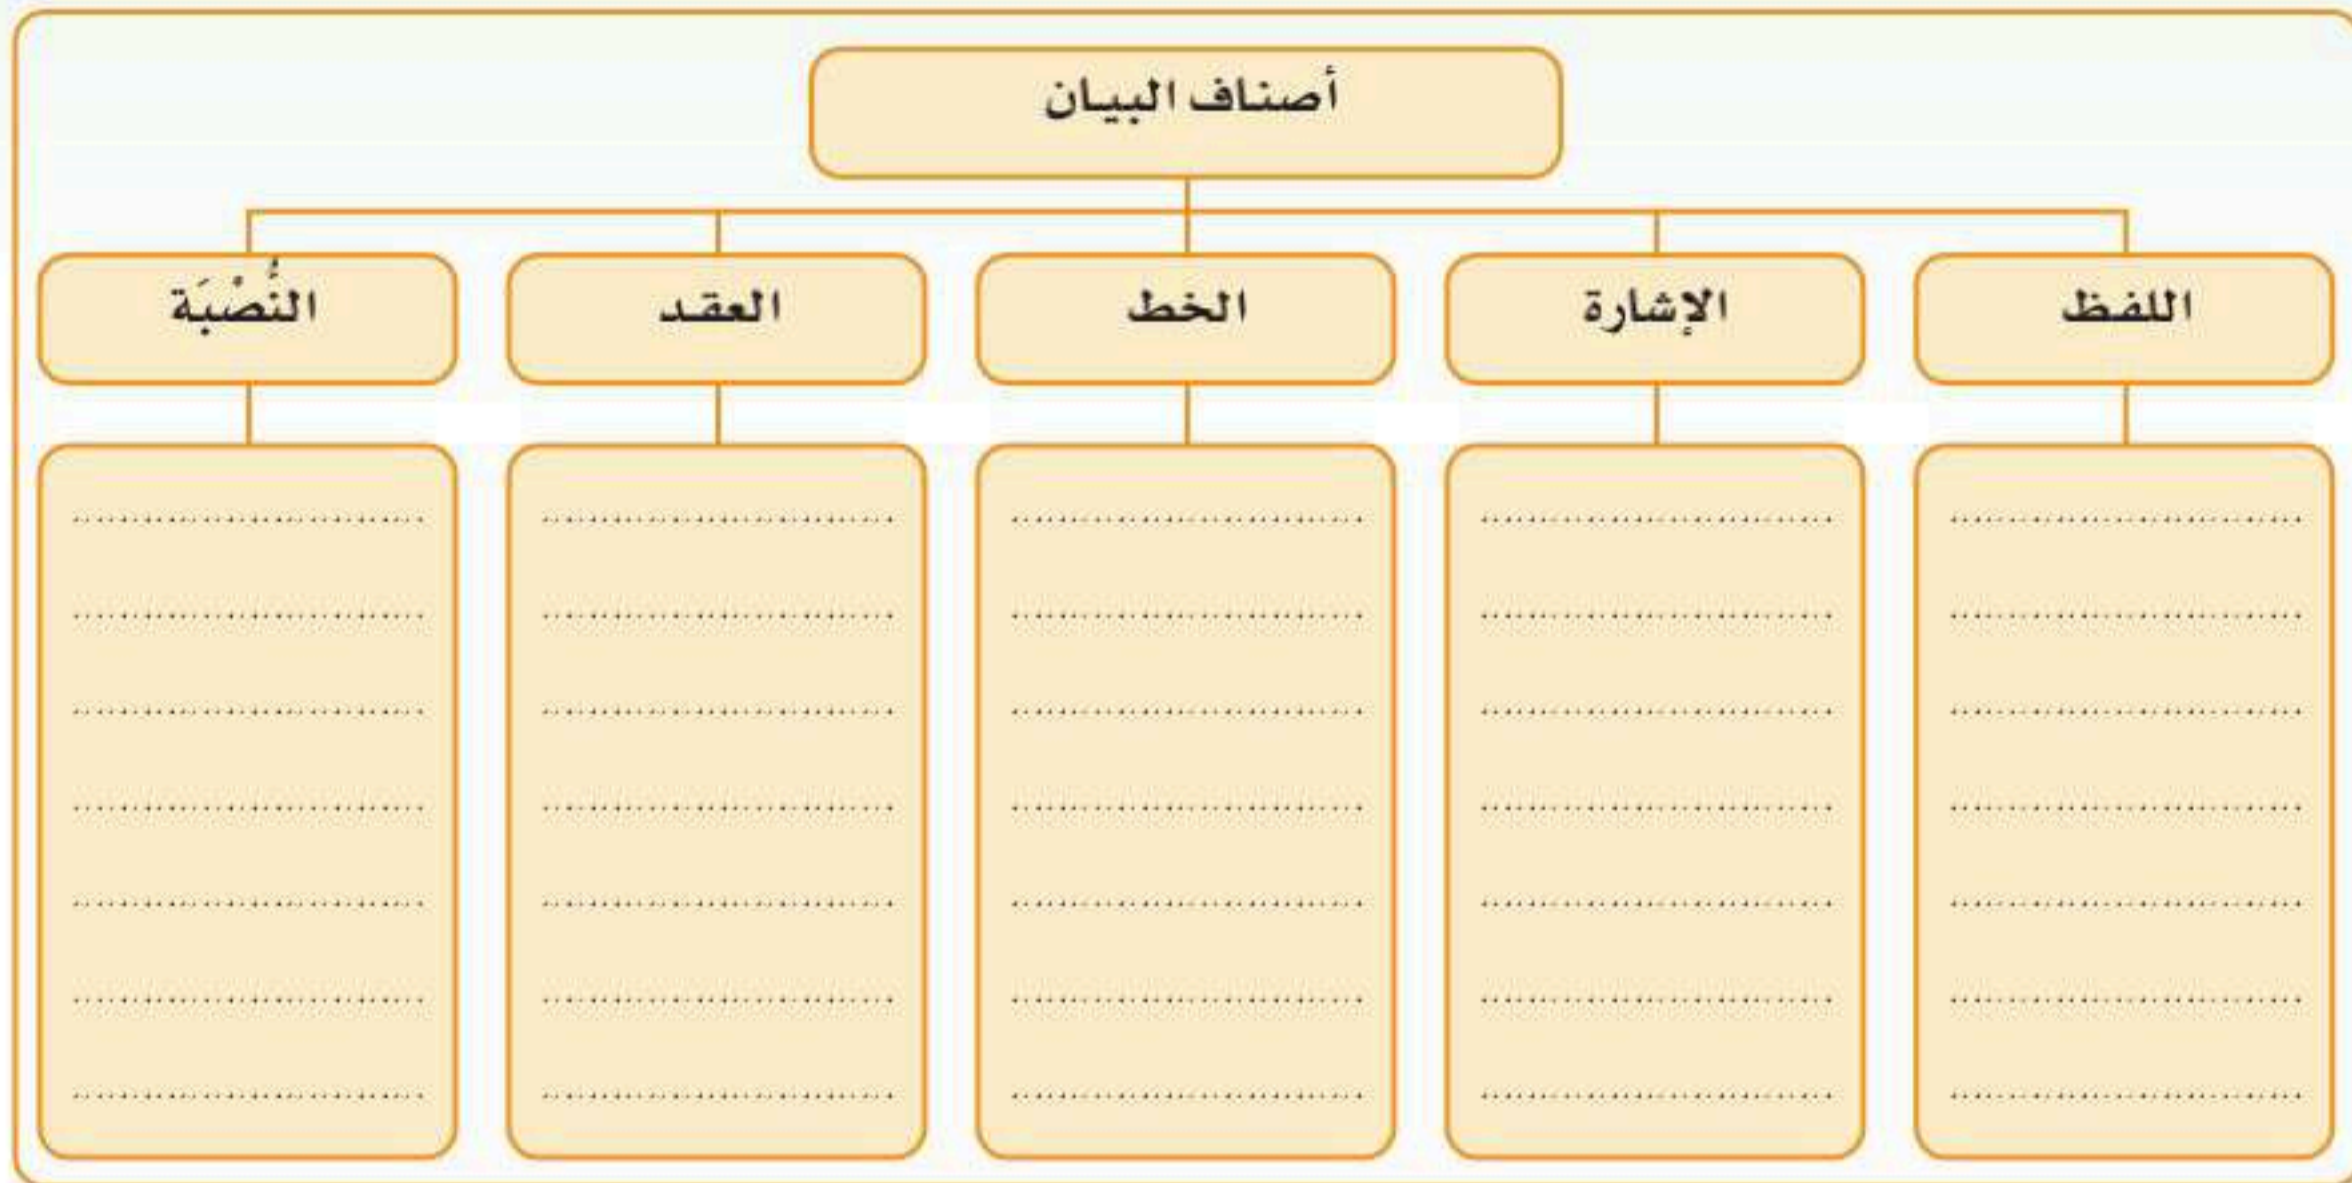 أصناف البيان
اللفظ
الإشارة
الخط
العقد
النُّصْبَة